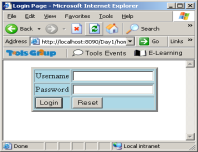 Login Page - Microsoft Internet Explorer
File Edit View Favorites Tools Help
Back Search
Address http://localhost:8090/Day1/hom Go Links »
Tools Events E-Learning
Username
Password
Login Reset
Done Local intranet